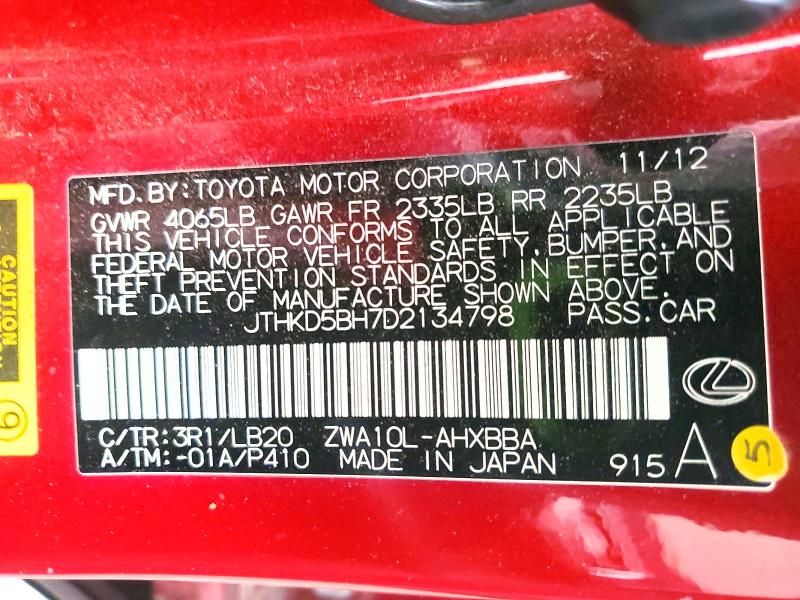 MFD. BY: TOYOTA MOTOR CORPORATION 11/12
GVWR 4065LB GAWR FR 2335LB RR 2235LB
THIS VEHICLE CONFORMS TO ALL APPLICABLE
FEDERAL MOTOR VEHICLE SAFETY, BUMPER, AND
THEFT PREVENTION STANDARDS IN EFFECT ON
THE DATE OF MANUFACTURE SHOWN ABOVE.
JTHKD5BH7D2134798 PASS.CAR
C/TR:3R1/LB20 ZWA10L-AHXBBA
A/TM:-01A/P410 MADE IN JAPAN 915 A
5
CAUTION
9